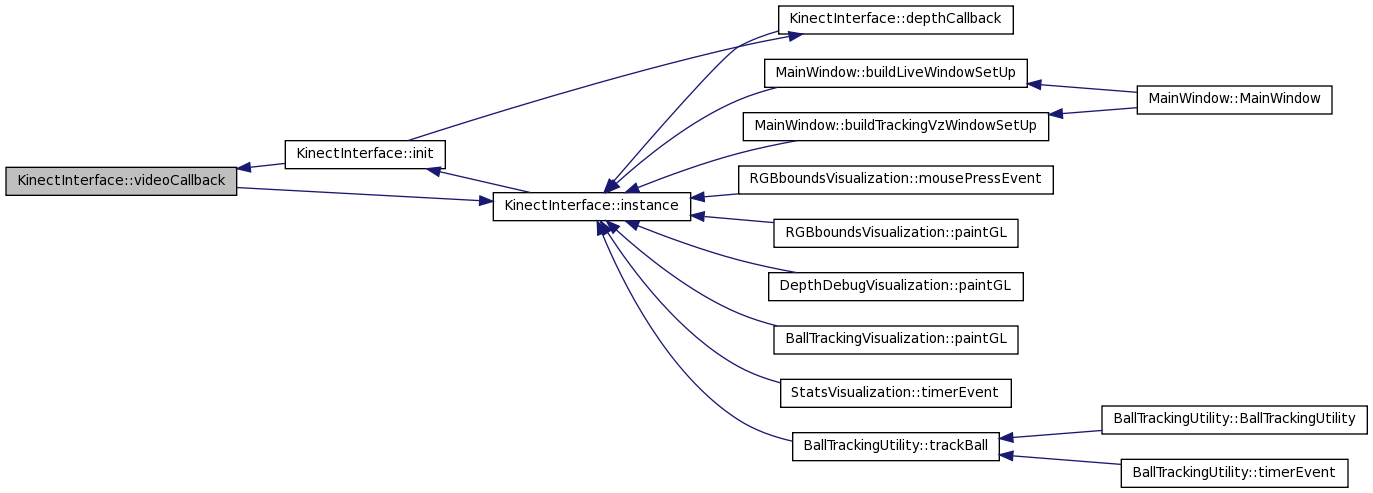 KinectInterface::depthCallback
MainWindow::buildLiveWindowSetUp
MainWindow::MainWindow
MainWindow::buildTrackingVzWindowSetUp
KinectInterface::init
KinectInterface::videoCallback
RGBboundsVisualization::mousePressEvent
KinectInterface::instance
RGBboundsVisualization::paintGL
DepthDebugVisualization::paintGL
BallTrackingVisualization::paintGL
StatsVisualization::timerEvent
BallTrackingUtility::BallTrackingUtility
BallTrackingUtility::trackBall
BallTrackingUtility::timerEvent